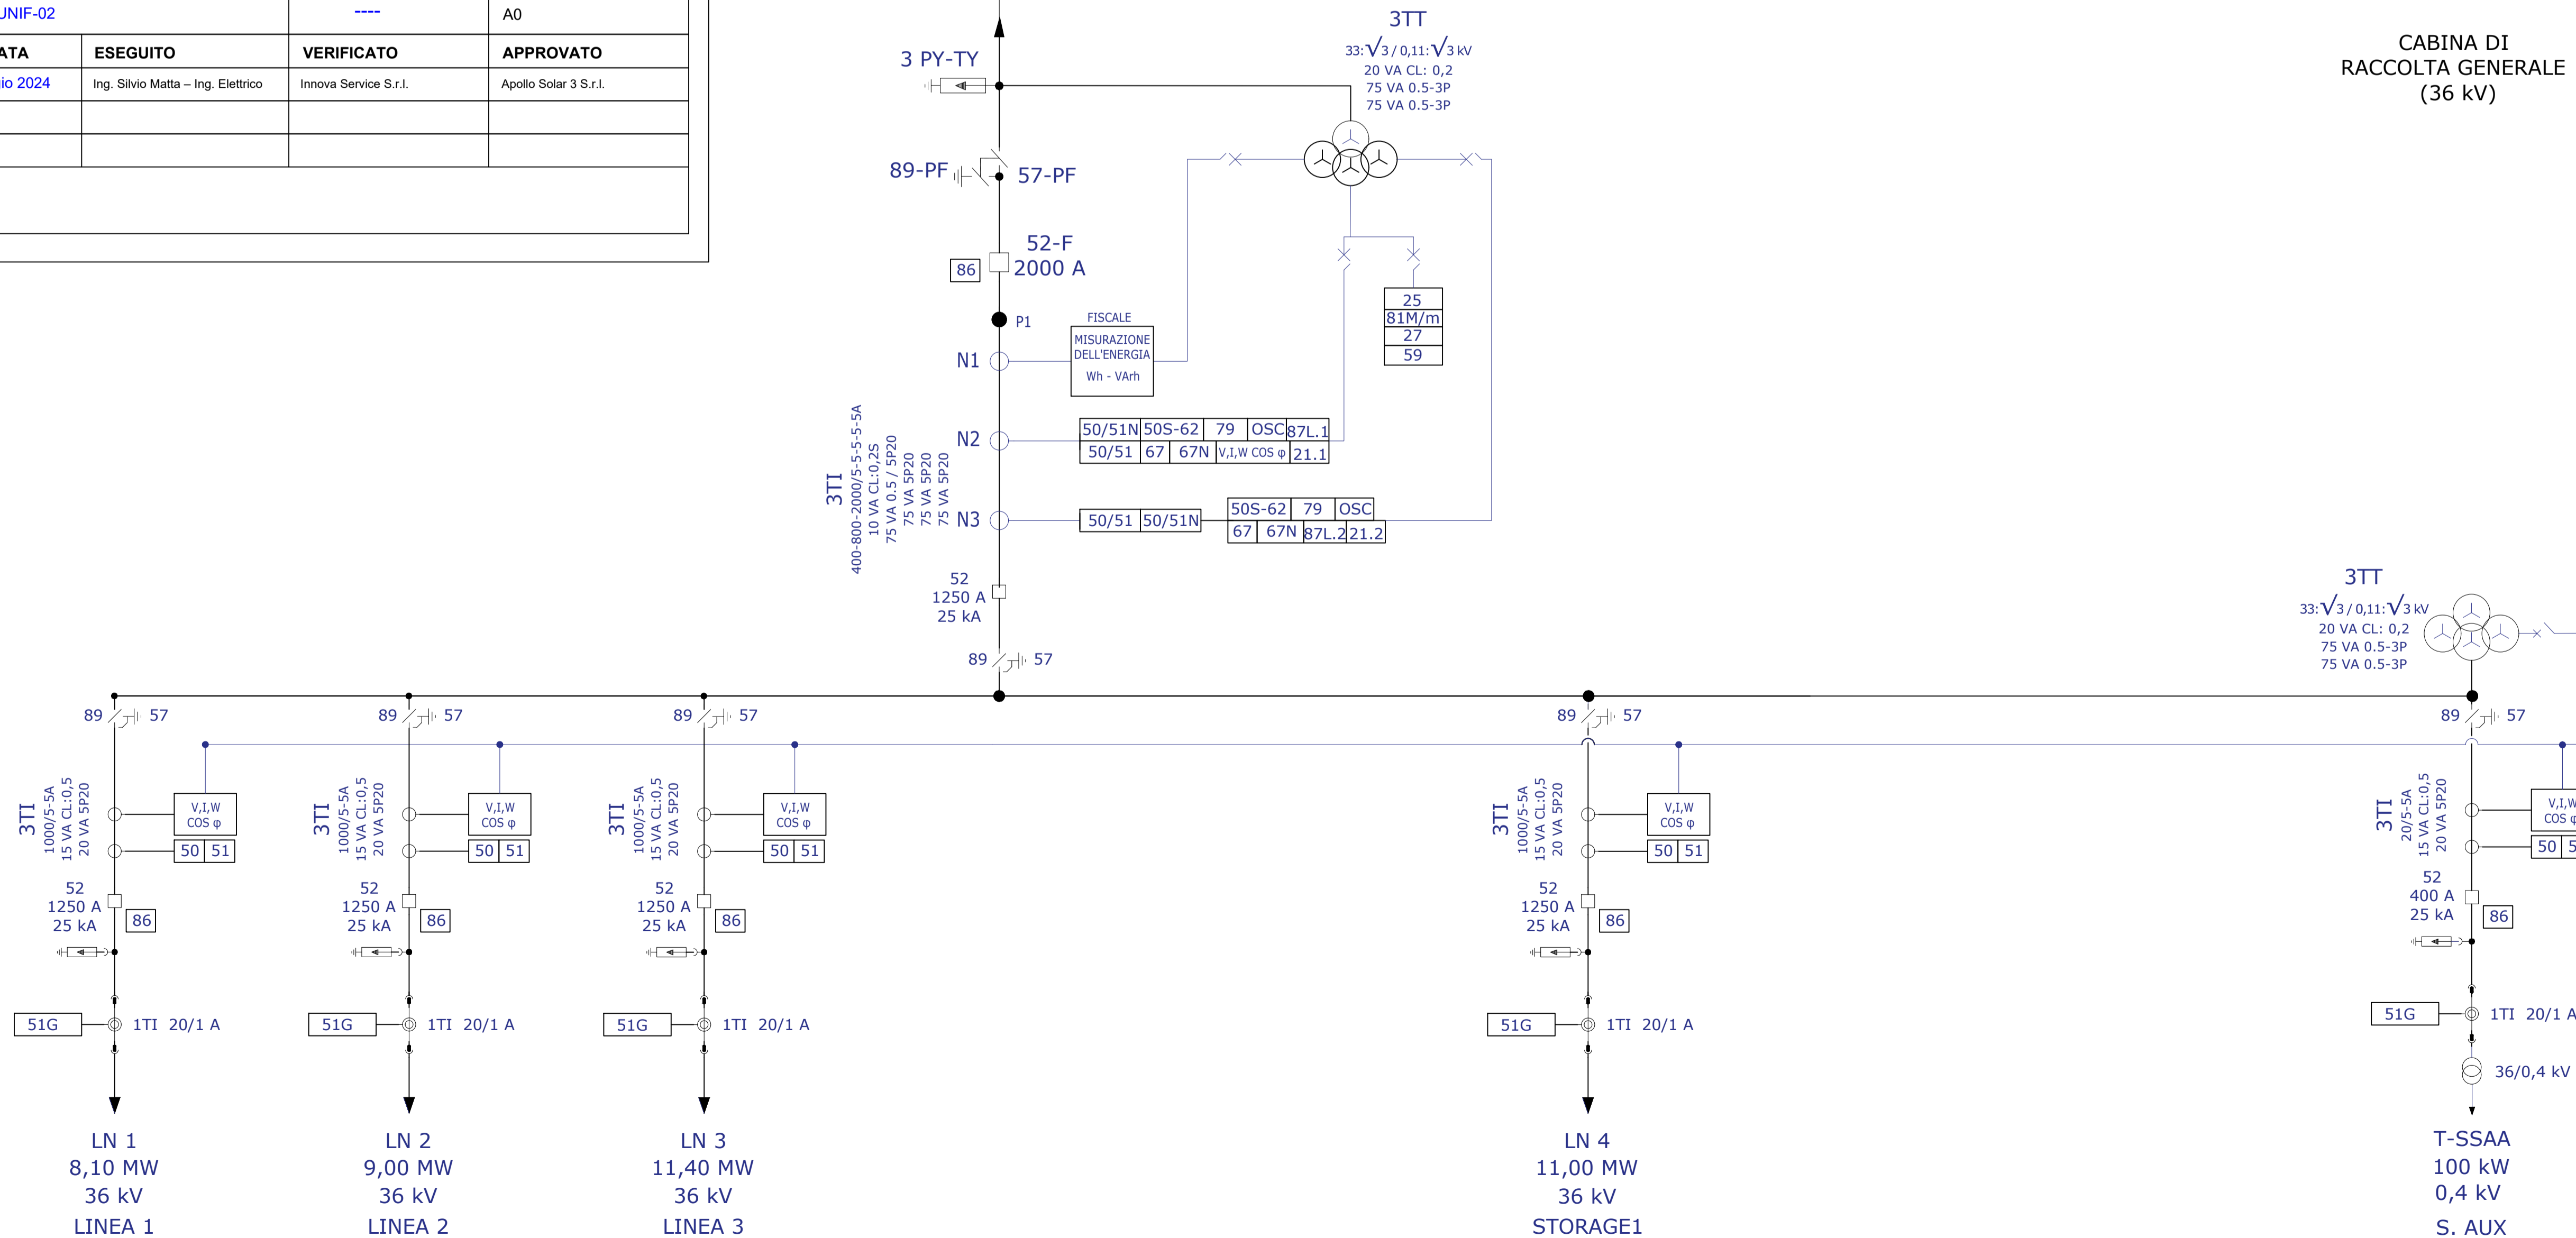 UNIF-02
----
A0
ATA
ESEGUITO
VERIFICATO
APPROVATO
io 2024
Ing. Silvio Matta – Ing. Elettrico
Innova Service S.r.l.
Apollo Solar 3 S.r.l.
CABINA DI
RACCOLTA GENERALE
(36 kV)
3TT
33:√3 / 0,11:√3 kV
20 VA CL: 0,2
75 VA 0.5-3P
75 VA 0.5-3P
3 PY-TY
89-PF
57-PF
52-F
2000 A
86
P1
FISCALE
MISURAZIONE
DELL'ENERGIA
Wh - VArh
25
81M/m
27
59
N1
N2
N3
50/51N 50S-62 79 OSC 87L.1
50/51 67 67N V,I,W COS φ 21.1
50/51 50/51N
50S-62 79 OSC
67 67N 87L.2 21.2
3TI
400-800-2000/5-5-5-5-5A
10 VA CL:0,2S
75 VA 0.5 / 5P20
75 VA 5P20
75 VA 5P20
75 VA 5P20
52
1250 A
25 kA
89 57
3TT
33:√3 / 0,11:√3 kV
20 VA CL: 0,2
75 VA 0.5-3P
75 VA 0.5-3P
89 57
3TI
1000/5-5A
15 VA CL:0,5
20 VA 5P20
V,I,W
COS φ
50 51
52
1250 A
25 kA
86
51G
1TI 20/1 A
LN 1
8,10 MW
36 kV
LINEA 1
89 57
3TI
1000/5-5A
15 VA CL:0,5
20 VA 5P20
V,I,W
COS φ
50 51
52
1250 A
25 kA
86
51G
1TI 20/1 A
LN 2
9,00 MW
36 kV
LINEA 2
89 57
3TI
1000/5-5A
15 VA CL:0,5
20 VA 5P20
V,I,W
COS φ
50 51
52
1250 A
25 kA
86
51G
1TI 20/1 A
LN 3
11,40 MW
36 kV
LINEA 3
89 57
3TI
1000/5-5A
15 VA CL:0,5
20 VA 5P20
V,I,W
COS φ
50 51
52
1250 A
25 kA
86
51G
1TI 20/1 A
LN 4
11,00 MW
36 kV
STORAGE1
89 57
3TI
20/5-5A
15 VA CL:0,5
20 VA 5P20
V,I,W
COS φ
50 5
52
400 A
25 kA
86
51G
1TI 20/1 A
36/0,4 kV
T-SSAA
100 kW
0,4 kV
S. AUX